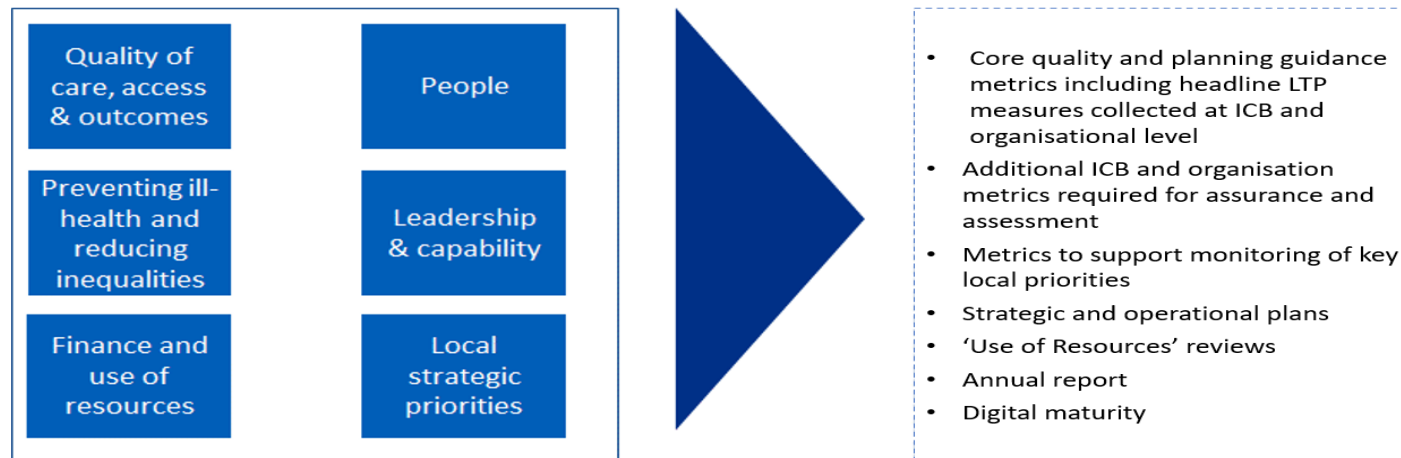 Quality of
care, access
& outcomes
People
Preventing ill-
health and
reducing
inequalities
Leadership
& capability
Finance and
use of
resources
Local
strategic
priorities
• Core quality and planning guidance
metrics including headline LTP
measures collected at ICB and
organisational level
• Additional ICB and organisation
metrics required for assurance and
assessment
• Metrics to support monitoring of key
local priorities
• Strategic and operational plans
• ‘Use of Resources’ reviews
• Annual report
• Digital maturity